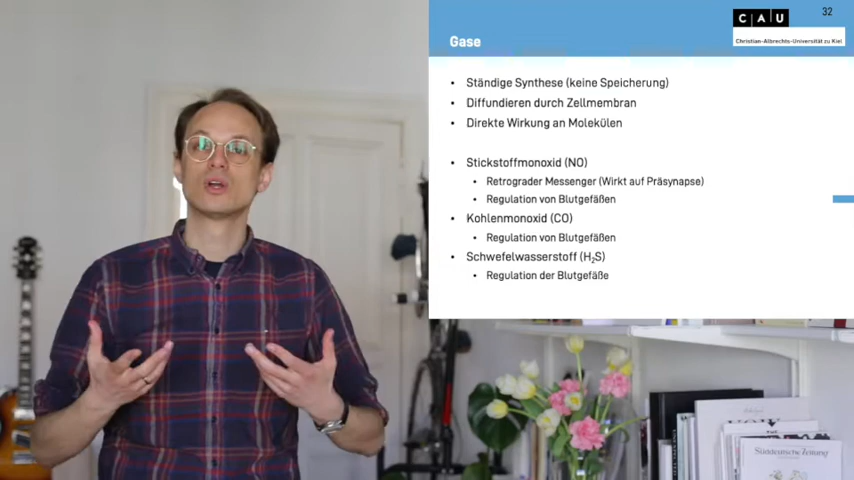 32
C A U
Christian-Albrechts-Universität zu Kiel
Gase
• Ständige Synthese (keine Speicherung)
• Diffundieren durch Zellmembran
• Direkte Wirkung an Molekülen
• Stickstoffmonoxid (NO)
• Retrograder Messenger (Wirkt auf Präsynapse)
• Regulation von Blutgefäßen
• Kohlenmonoxid (CO)
• Regulation von Blutgefäßen
• Schwefelwasserstoff (H₂S)
• Regulation der Blutgefäße
Süddeutsche Zeitung